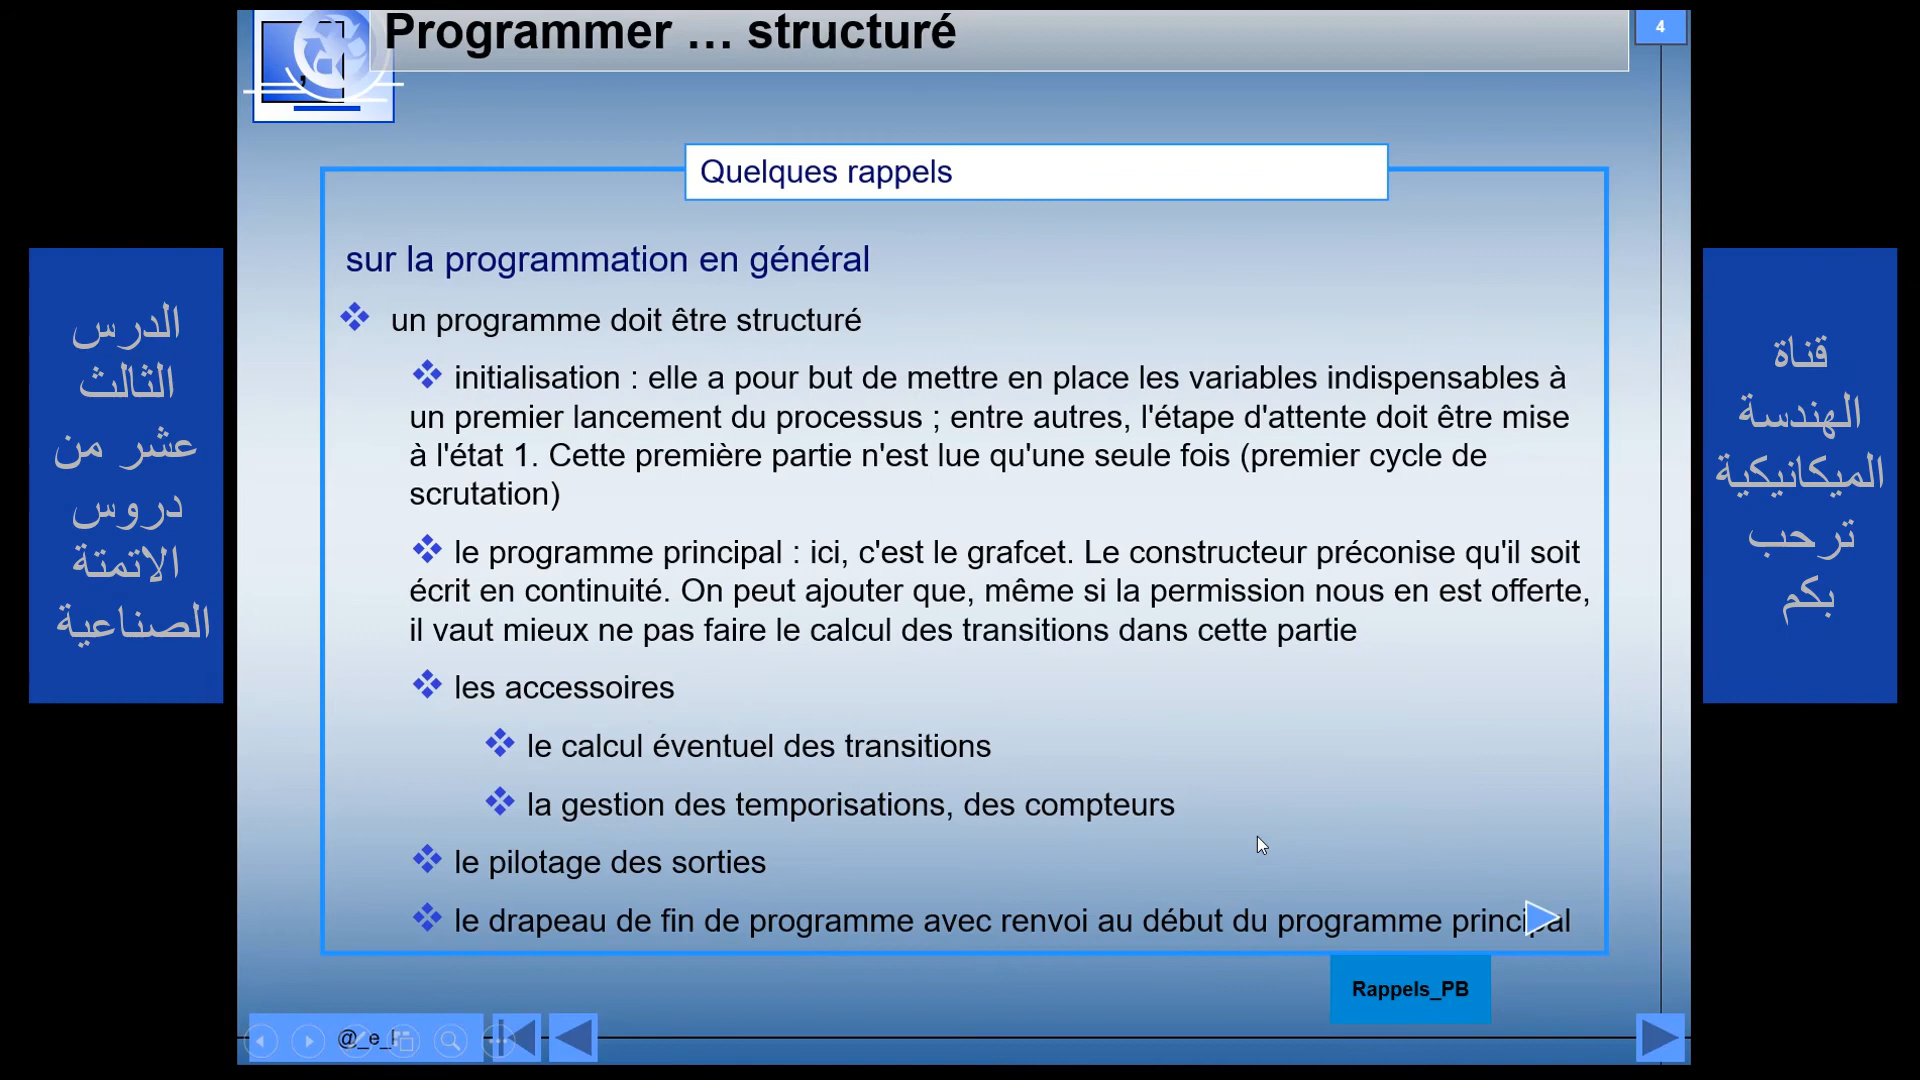 Programmer … structuré
4
Quelques rappels
sur la programmation en général
un programme doit être structuré
initialisation : elle a pour but de mettre en place les variables indispensables à
un premier lancement du processus ; entre autres, l'étape d'attente doit être mise
à l'état 1. Cette première partie n'est lue qu'une seule fois (premier cycle de
scrutation)
le programme principal : ici, c'est le grafcet. Le constructeur préconise qu'il soit
écrit en continuité. On peut ajouter que, même si la permission nous en est offerte,
il vaut mieux ne pas faire le calcul des transitions dans cette partie
les accessoires
le calcul éventuel des transitions
la gestion des temporisations, des compteurs
le pilotage des sorties
le drapeau de fin de programme avec renvoi au début du programme principal
Rappels_PB
الدرس
الثالث
عشر من
دروس
الاتمتة
الصناعية
قناة
الهندسة
الميكانيكية
ترحب
بكم